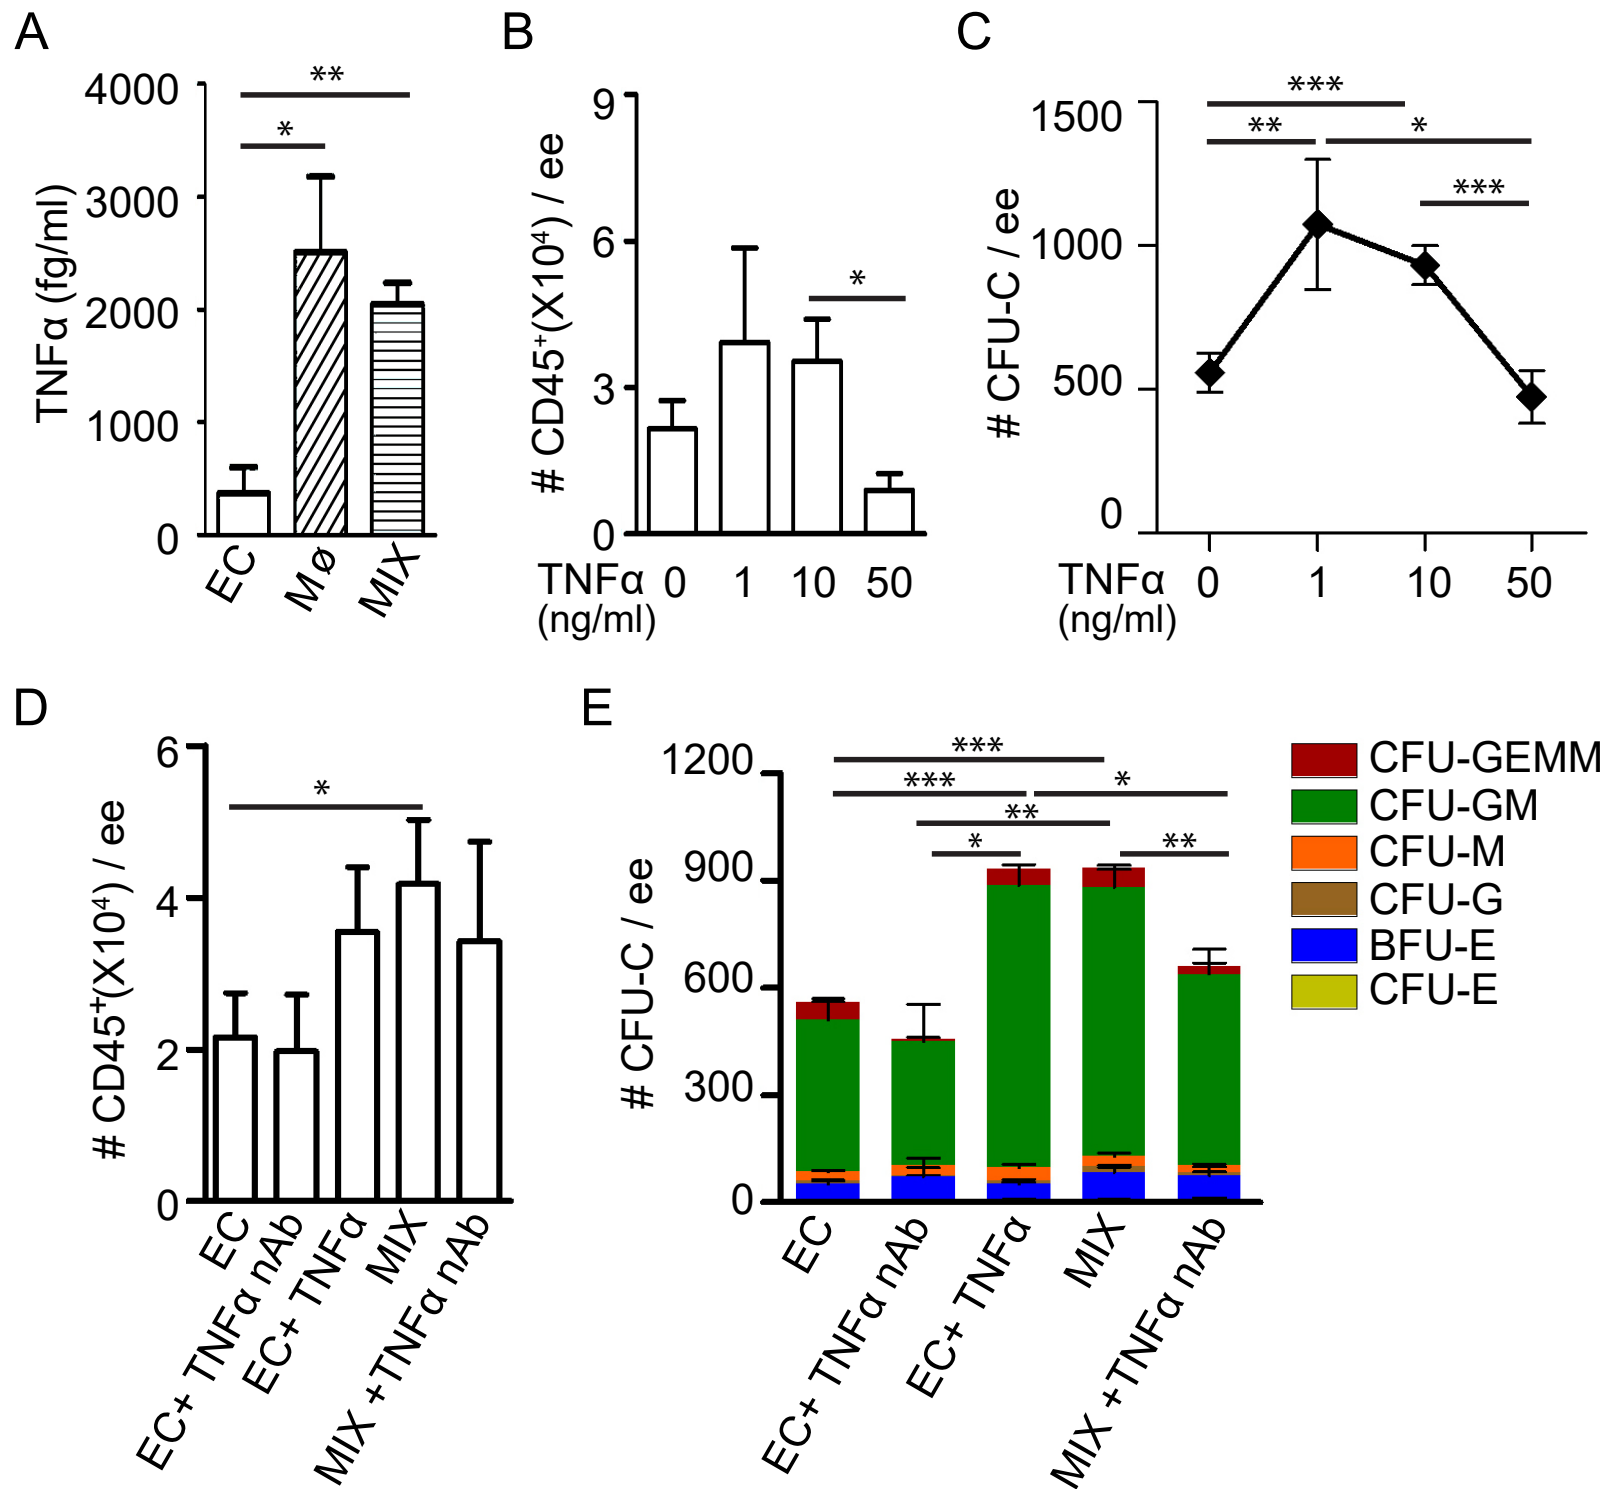 A
TNFα (fg/ml)
4000
3000
2000
1000
0
**
*
EC
Mø
MIX
B
# CD45⁺(X10⁴) / ee
9
6
3
0
*
TNFα
(ng/ml)
0 1 10 50
C
# CFU-C / ee
1500
1000
500
0
***
** *
***
TNFα
(ng/ml)
0 1 10 50
D
# CD45⁺(X10⁴) / ee
6
4
2
0
*
EC
EC+ TNFα nAb
EC+ TNFα
MIX
MIX +TNFα nAb
E
# CFU-C / ee
1200
900
600
300
0
***
*** *
**
* **
EC
EC+ TNFα nAb
EC+ TNFα
MIX
MIX +TNFα nAb
CFU-GEMM
CFU-GM
CFU-M
CFU-G
BFU-E
CFU-E